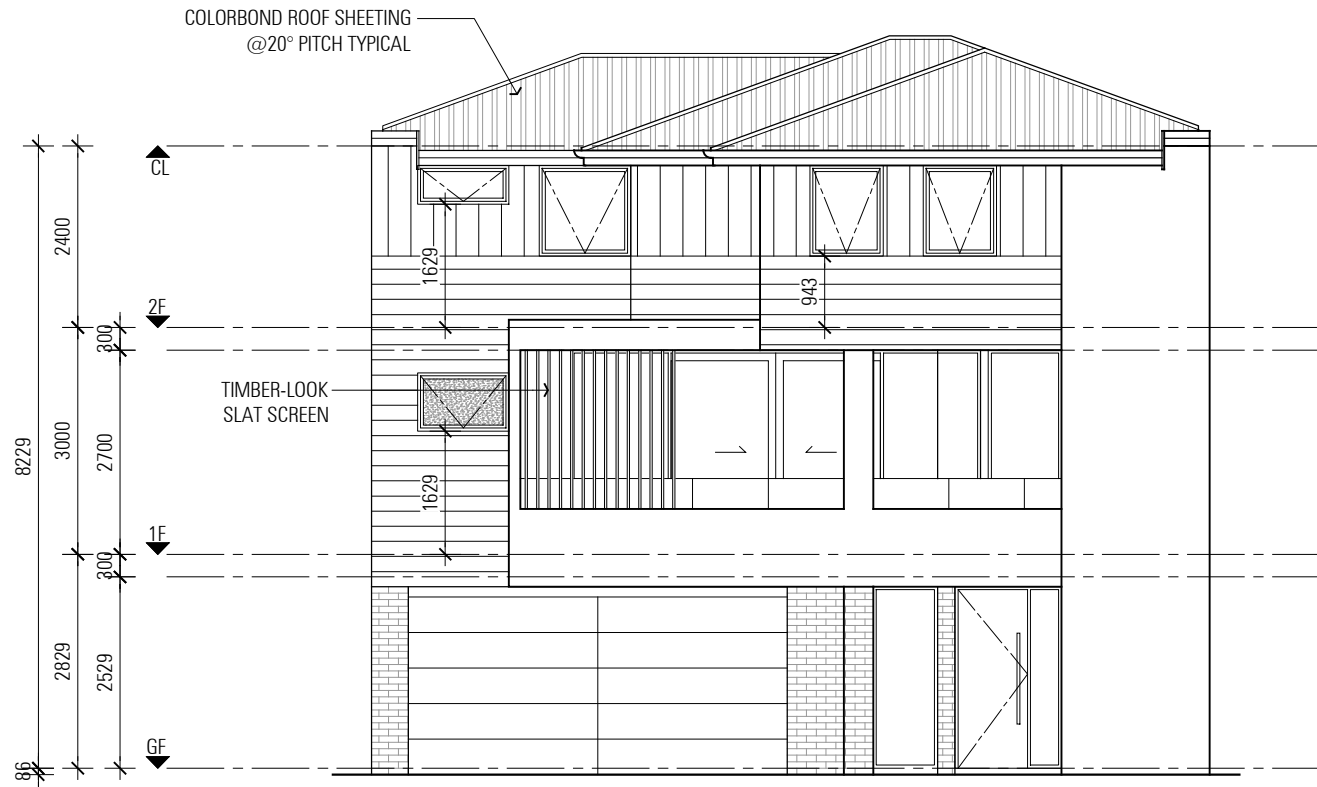 COLORBOND ROOF SHEETING
@20° PITCH TYPICAL
CL
2400
1629
943
2F
300
TIMBER-LOOK
SLAT SCREEN
8229
3000
2700
1629
1F
300
2829
2529
GF
86